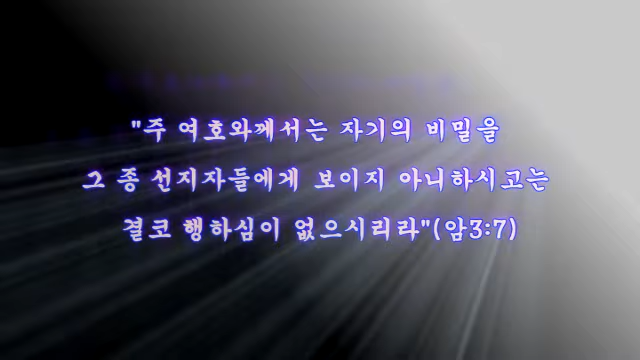 "주 여호와께서는 자기의 비밀을
그 종 선지자들에게 보이지 아니하시고는
결코 행하심이 없으시리라"(암3:7)